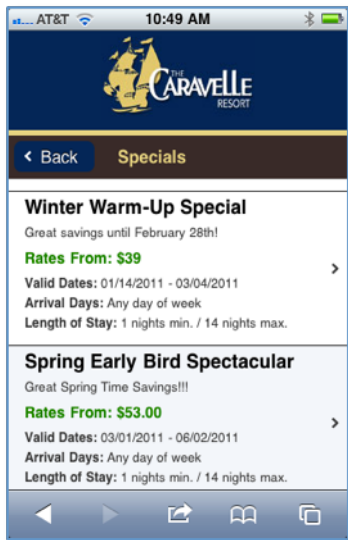 AT&T 10:49 AM
THE
CARAVELLE
RESORT
Back Specials
Winter Warm-Up Special
Great savings until February 28th!
Rates From: $39
Valid Dates: 01/14/2011 - 03/04/2011
Arrival Days: Any day of week
Length of Stay: 1 nights min. / 14 nights max.
Spring Early Bird Spectacular
Great Spring Time Savings!!!
Rates From: $53.00
Valid Dates: 03/01/2011 - 06/02/2011
Arrival Days: Any day of week
Length of Stay: 1 nights min. / 14 nights max.